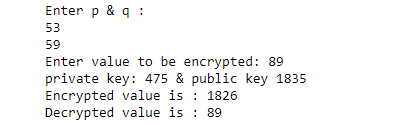 Enter p & q :
53
59
Enter value to be encrypted: 89
private key: 475 & public key 1835
Encrypted value is : 1826
Decrypted value is : 89